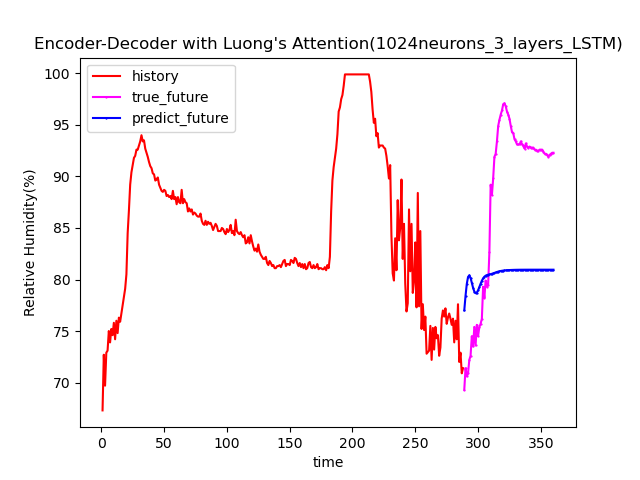 Encoder-Decoder with Luong's Attention(1024neurons_3_layers_LSTM)
history
true_future
predict_future
Relative Humidity(%)
100
95
90
85
80
75
70
0 50 100 150 200 250 300 350
time